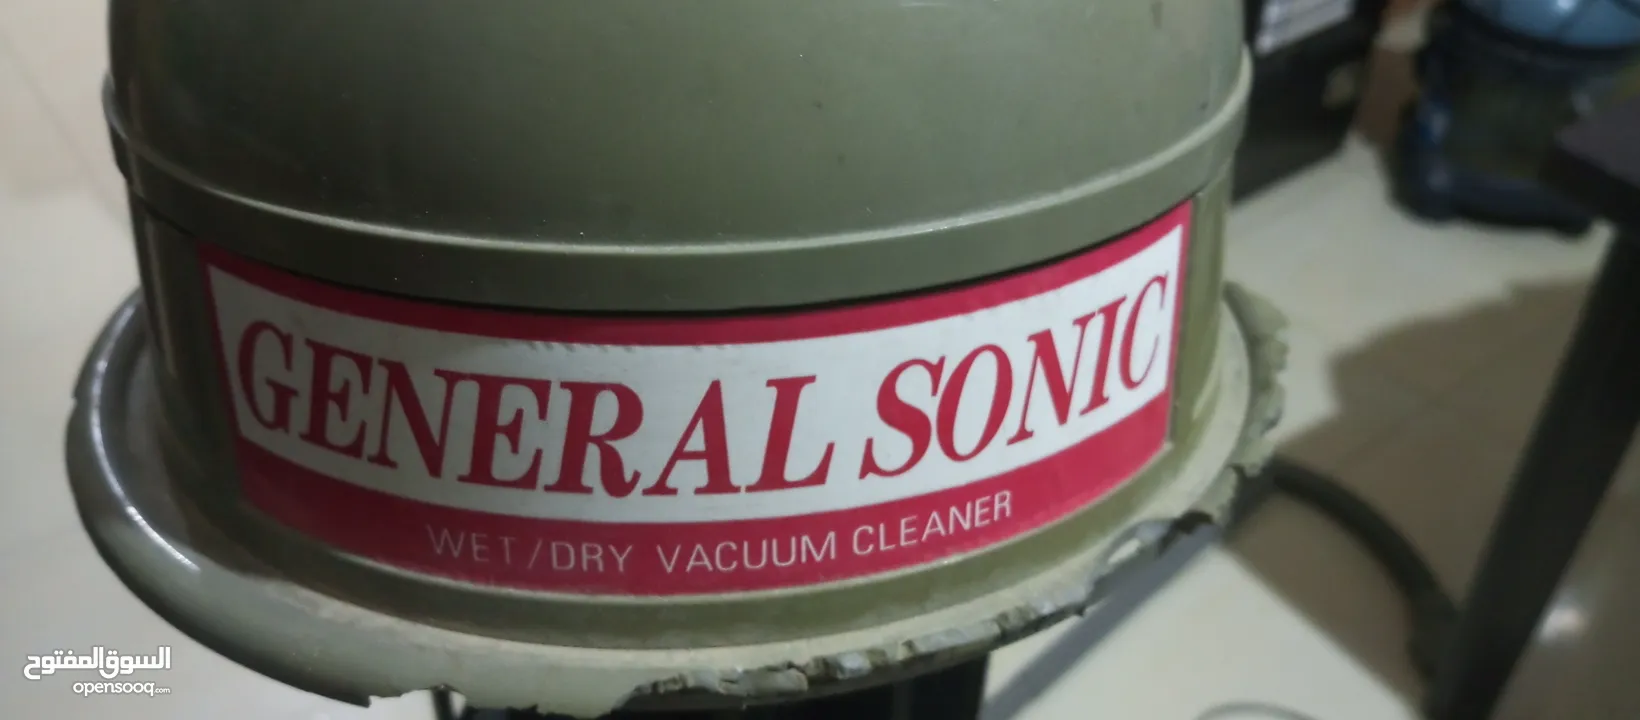 GENERAL SONIC
WET/DRY VACUUM CLEANER
السوق المفتوح
opensooq.com